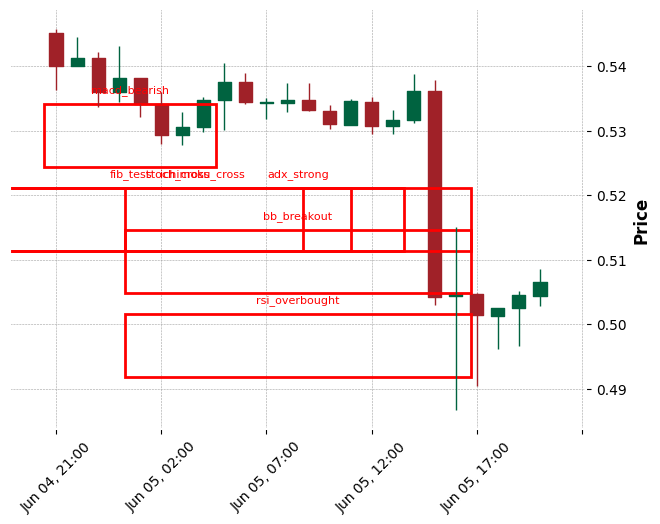 0.54
macd_bearish
0.53
fib_test
stoch_cross
ichimoku_cross
adx_strong
0.52
bb_breakout
Price
0.51
rsi_overbought
0.50
0.49
Jun 04, 21:00
Jun 05, 02:00
Jun 05, 07:00
Jun 05, 12:00
Jun 05, 17:00